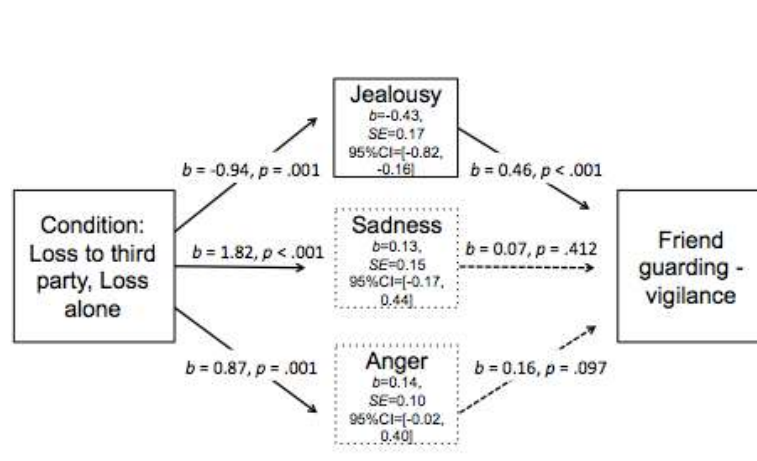 Jealousy
b=-0.43,
SE=0.17
95%CI=[-0.82,
-0.16]
b = -0.94, p = .001
b = 0.46, p < .001
Condition:
Loss to third
party, Loss
alone
b = 1.82, p < .001
Sadness
b=0.13,
SE=0.15
95%CI=[-0.17,
0.44]
b = 0.07, p = .412
Friend
guarding -
vigilance
b = 0.87, p = .001
Anger
b=0.14,
SE=0.10
95%CI=[-0.02,
0.40]
b = 0.16, p = .097